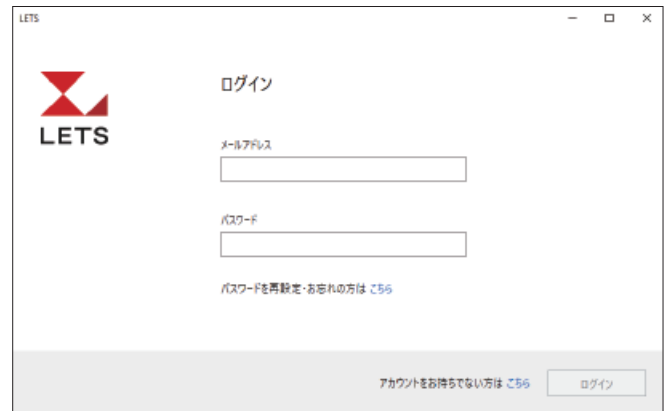 LETS
LETS
ログイン
メールアドレス
パスワード
パスワードを再設定・お忘れの方は こちら
アカウントをお持ちでない方は こちら
ログイン